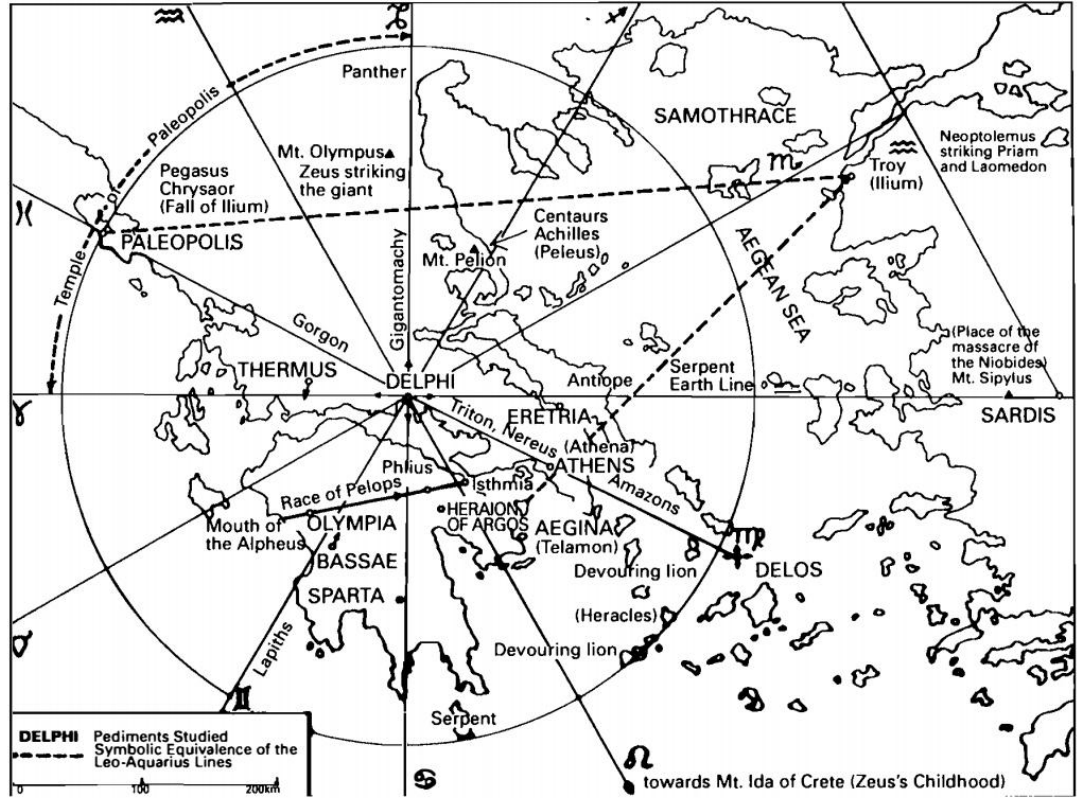 Panther
Paleopolis
or
Temple
SAMOTHRACE
Mt. Olympus
Zeus striking
the giant
Pegasus
Chrysaor
(Fall of Ilium)
Neoptolemus
striking Priam
and Laomedon
Troy
(Ilium)
PALEOPOLIS
Centaurs
Achilles
(Peleus)
Mt. Pelion
AEGEAN SEA
Gigantomachy
Gorgon
THERMUS
DELPHI
Antiope
Serpent
Earth Line
(Place of the
massacre of
the Niobides)
Mt. Sipylus
SARDIS
ERETRIA
Triton, Nereus
(Athena)
ATHENS
Amazons
Phlius
Isthmia
Race of Pelops
HERAION
OF ARGOS
OLYMPIA
Mouth of
the Alpheus
AEGINA
(Telamon)
BASSAE
Devouring lion
DELOS
SPARTA
(Heracles)
Lapiths
Devouring lion
Serpent
♒
♑
♐
♏
♒
♓
♈
♎
♍
♉
♊
♋
♌
towards Mt. Ida of Crete (Zeus's Childhood)
DELPHI Pediments Studied
Symbolic Equivalence of the
Leo-Aquarius Lines
0 100 200km